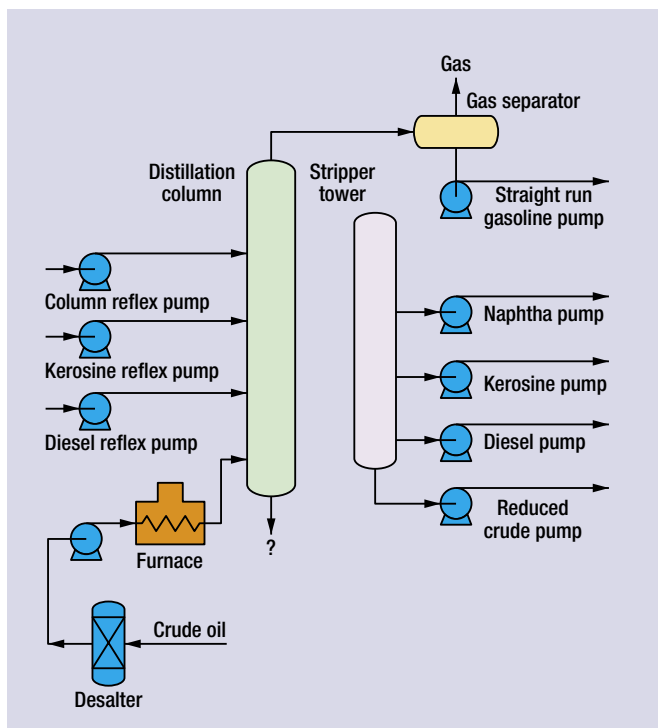 Gas
Gas separator
Distillation
column
Stripper
tower
Straight run
gasoline pump
Column reflex pump
Naphtha pump
Kerosine reflex pump
Kerosine pump
Diesel reflex pump
Diesel pump
Reduced
crude pump
?
Furnace
Crude oil
Desalter